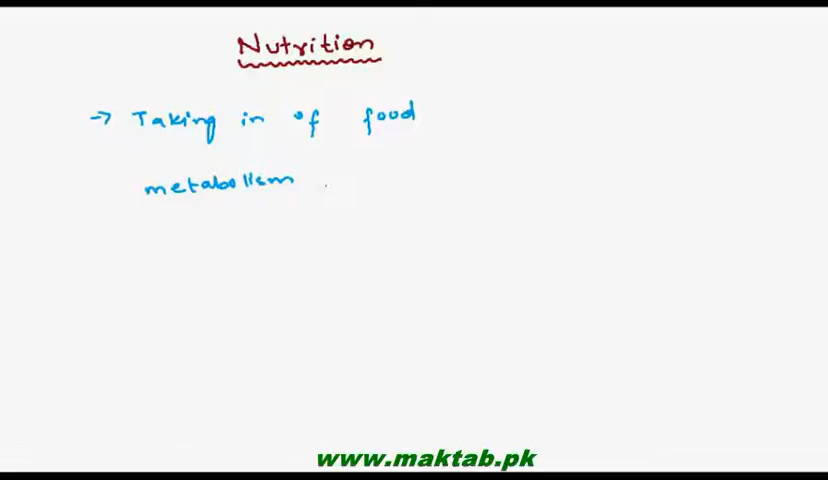 Nutrition
→ Taking in of food
metabolism
www.maktab.pk